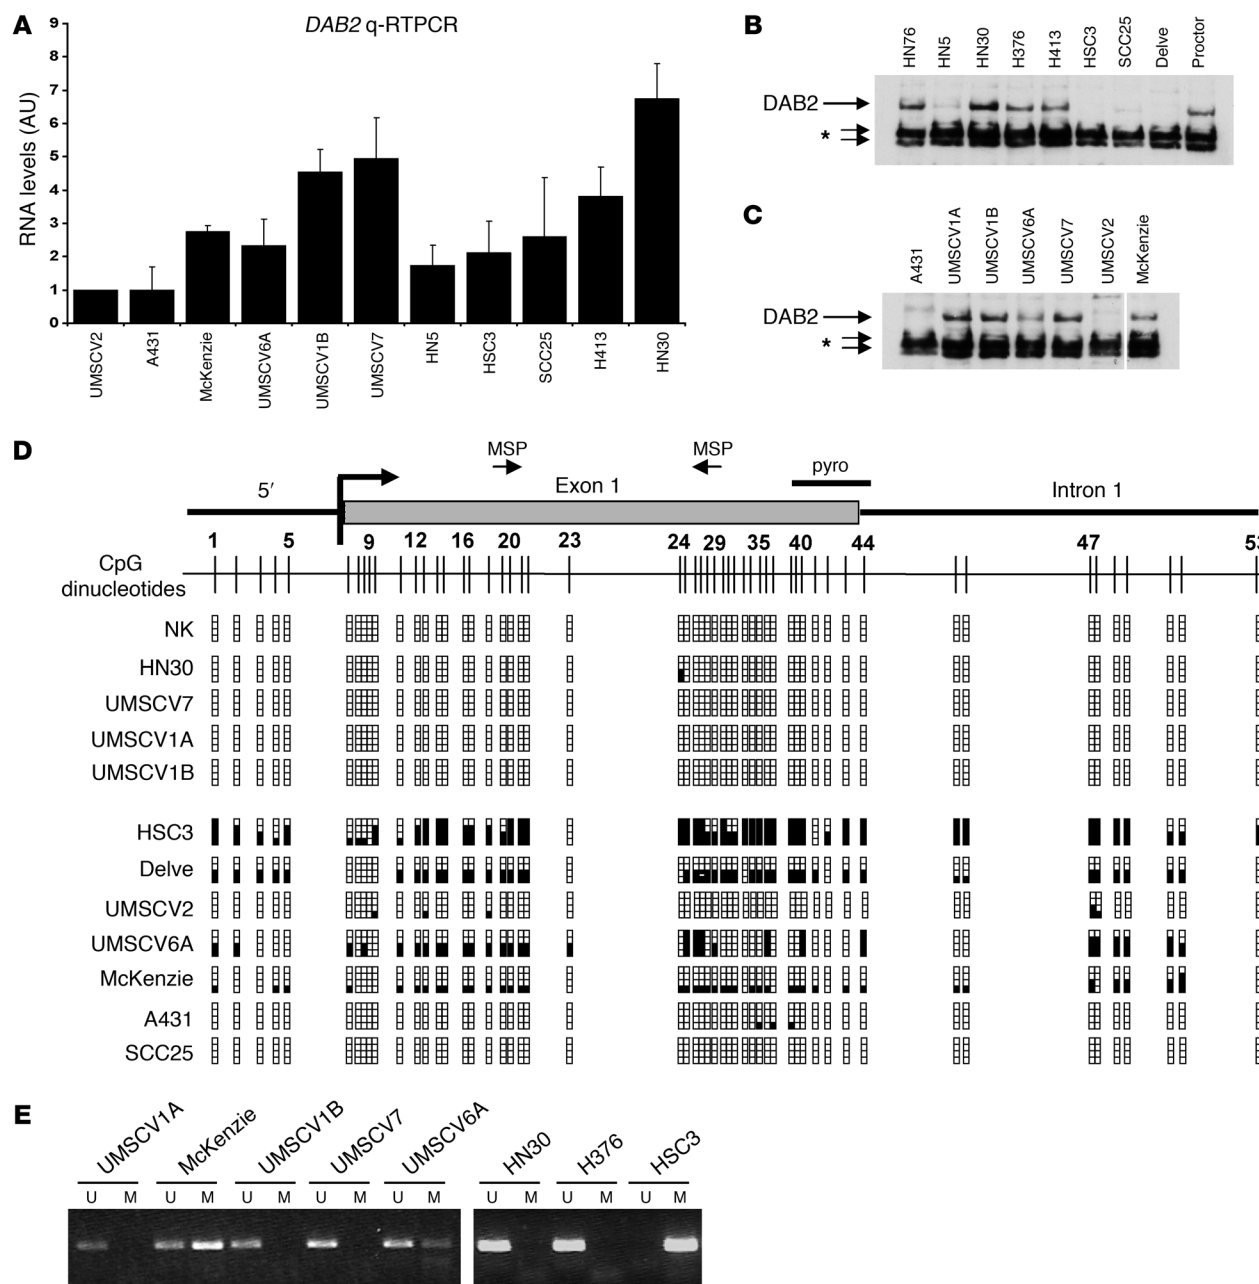 A
DAB2 q-RTPCR
RNA levels (AU)
9
8
7
6
5
4
3
2
1
0
UMSCV2
A431
McKenzie
UMSCV6A
UMSCV1B
UMSCV7
HN5
HSC3
SCC25
H413
HN30
B
HN76
HN5
HN30
H376
H413
HSC3
SCC25
Delve
Proctor
DAB2
*
C
A431
UMSCV1A
UMSCV1B
UMSCV6A
UMSCV7
UMSCV2
McKenzie
DAB2
*
D
MSP MSP
pyro
5′ Exon 1 Intron 1
1 5 9 12 16 20 23 24 29 35 40 44 47 53
CpG
dinucleotides
NK
HN30
UMSCV7
UMSCV1A
UMSCV1B
HSC3
Delve
UMSCV2
UMSCV6A
McKenzie
A431
SCC25
E
UMSCV1A
McKenzie
UMSCV1B
UMSCV7
UMSCV6A
HN30
H376
HSC3
U M U M U M U M U M U M U M U M